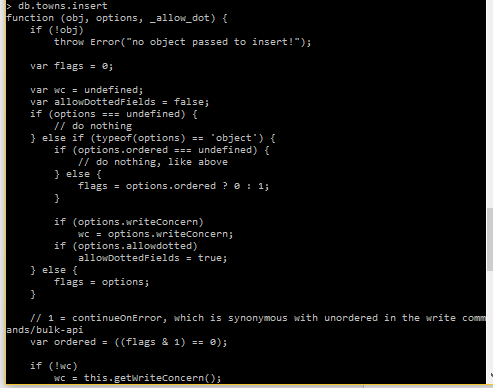 > db.towns.insert
function (obj, options, _allow_dot) {
    if (!obj)
        throw Error("no object passed to insert!");

    var flags = 0;

    var wc = undefined;
    var allowDottedFields = false;
    if (options === undefined) {
        // do nothing
    } else if (typeof(options) == 'object') {
        if (options.ordered === undefined) {
            // do nothing, like above
        } else {
            flags = options.ordered ? 0 : 1;
        }

        if (options.writeConcern)
            wc = options.writeConcern;
        if (options.allowdotted)
            allowDottedFields = true;
    } else {
        flags = options;
    }

    // 1 = continueOnError, which is synonymous with unordered in the write comm
ands/bulk-api
    var ordered = ((flags & 1) == 0);

    if (!wc)
        wc = this.getWriteConcern();